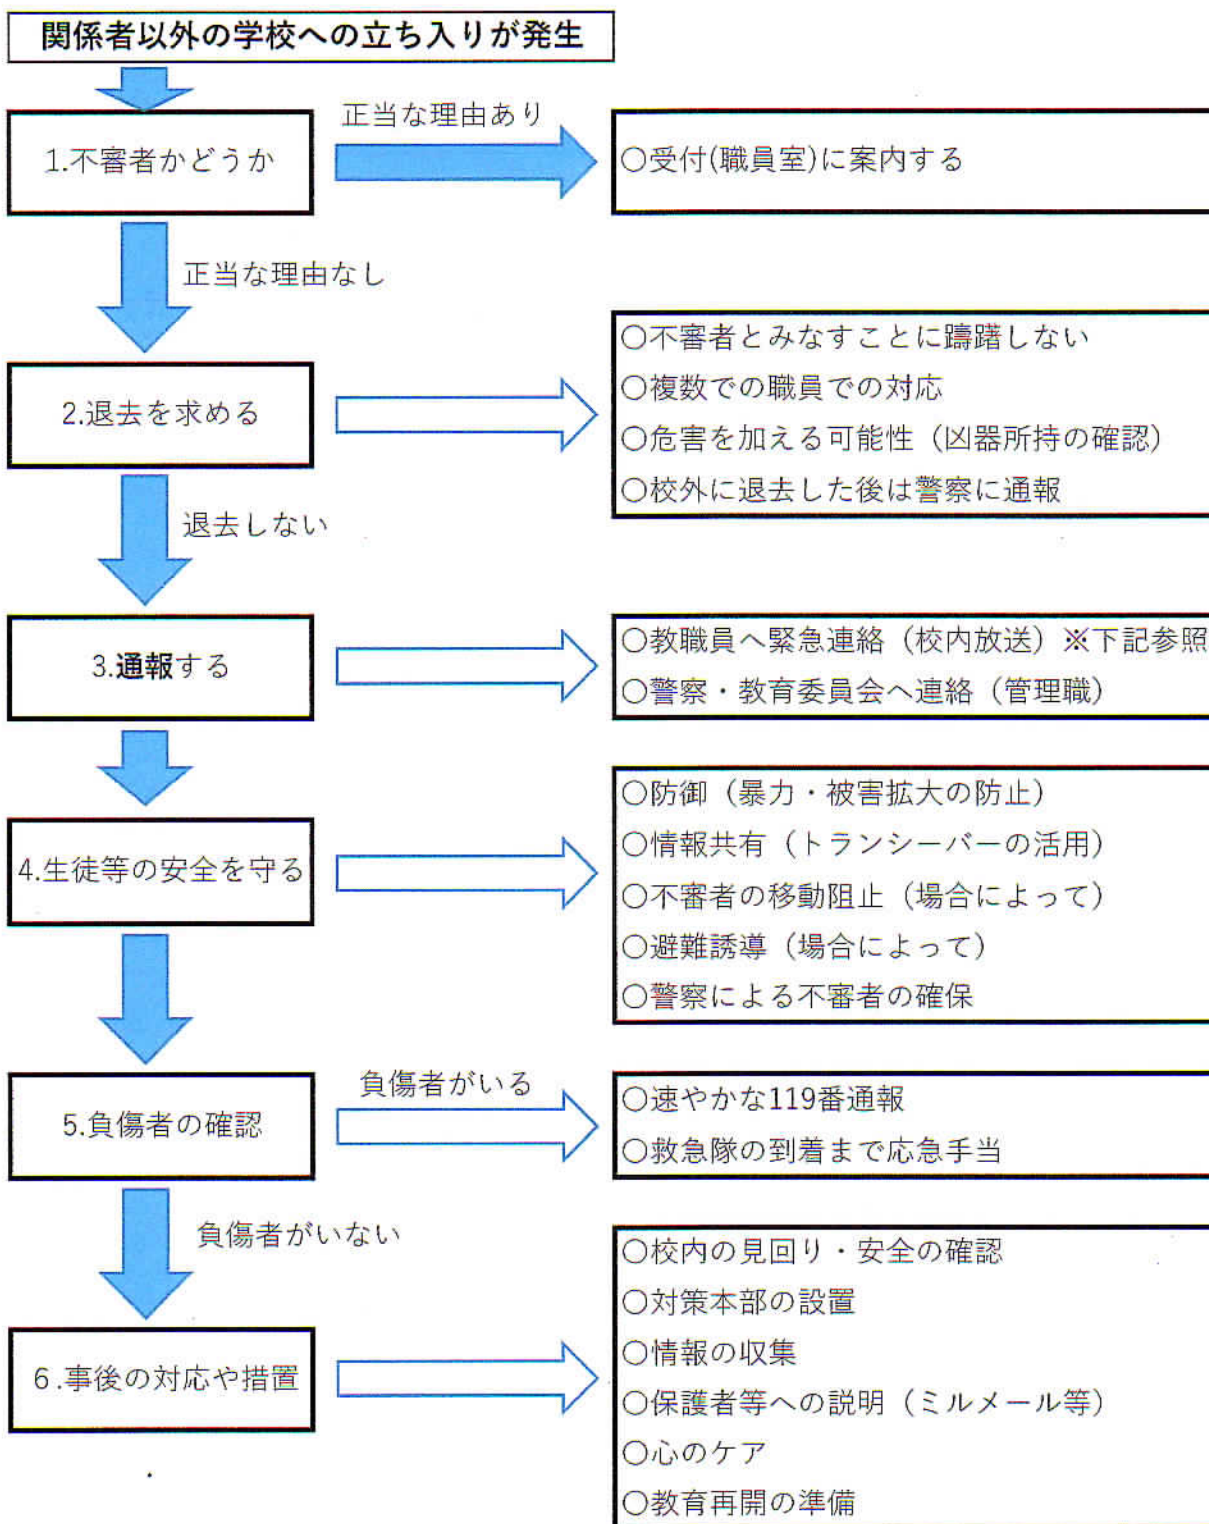 関係者以外の学校への立ち入りが発生
正当な理由あり
1.不審者かどうか
○受付(職員室)に案内する
正当な理由なし
2.退去を求める
○不審者とみなすことに躊躇しない
○複数での職員での対応
○危害を加える可能性（凶器所持の確認）
○校外に退去した後は警察に通報
退去しない
3.通報する
○教職員へ緊急連絡（校内放送）※下記参照
○警察・教育委員会へ連絡（管理職）
4.生徒等の安全を守る
○防御（暴力・被害拡大の防止）
○情報共有（トランシーバーの活用）
○不審者の移動阻止（場合によって）
○避難誘導（場合によって）
○警察による不審者の確保
5.負傷者の確認
負傷者がいる
○速やかな119番通報
○救急隊の到着まで応急手当
負傷者がいない
6.事後の対応や措置
○校内の見回り・安全の確認
○対策本部の設置
○情報の収集
○保護者等への説明（ミルメール等）
○心のケア
○教育再開の準備